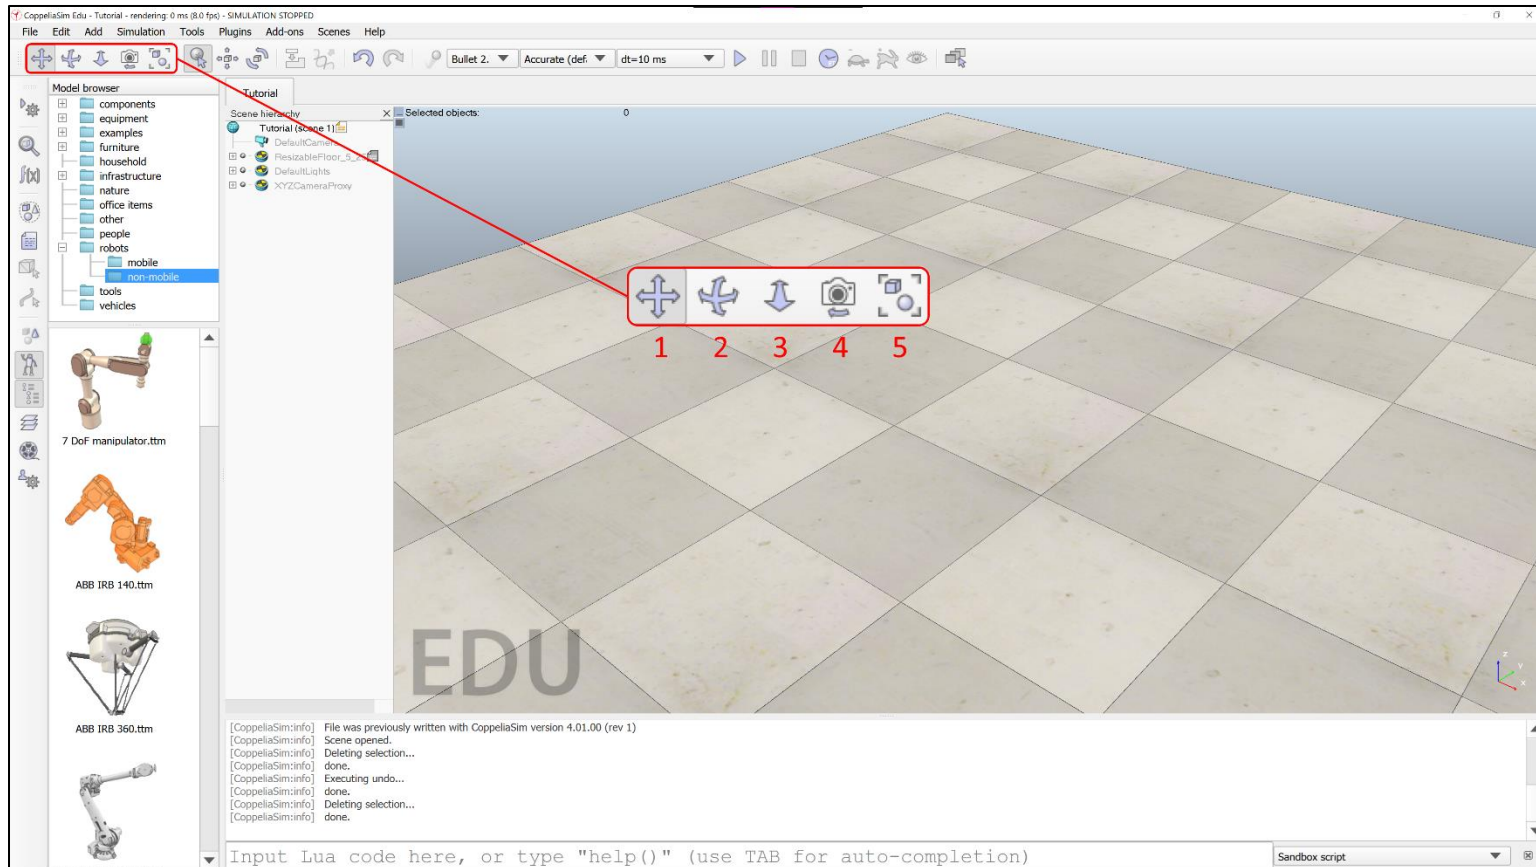 CoppeliaSim Edu - Tutorial - rendering: 0 ms (8.0 fps) - SIMULATION STOPPED
File Edit Add Simulation Tools Plugins Add-ons Scenes Help
Bullet 2. Accurate (def. dt=10 ms
Model browser
components
equipment
examples
furniture
household
infrastructure
nature
office items
other
people
robots
mobile
non-mobile
tools
vehicles
7 DoF manipulator.ttm
ABB IRB 140.ttm
ABB IRB 360.ttm
Tutorial
Scene hierarchy
Tutorial (scene 1)
DefaultCamera
ResizableFloor_5_25
DefaultLights
XYZCameraProxy
Selected objects: 0
1 2 3 4 5
EDU
z
y
x
[CoppeliaSim:info] File was previously written with CoppeliaSim version 4.01.00 (rev 1)
[CoppeliaSim:info] Scene opened.
[CoppeliaSim:info] Deleting selection...
[CoppeliaSim:info] done.
[CoppeliaSim:info] Executing undo...
[CoppeliaSim:info] done.
[CoppeliaSim:info] Deleting selection...
[CoppeliaSim:info] done.
Input Lua code here, or type "help()" (use TAB for auto-completion)
Sandbox script